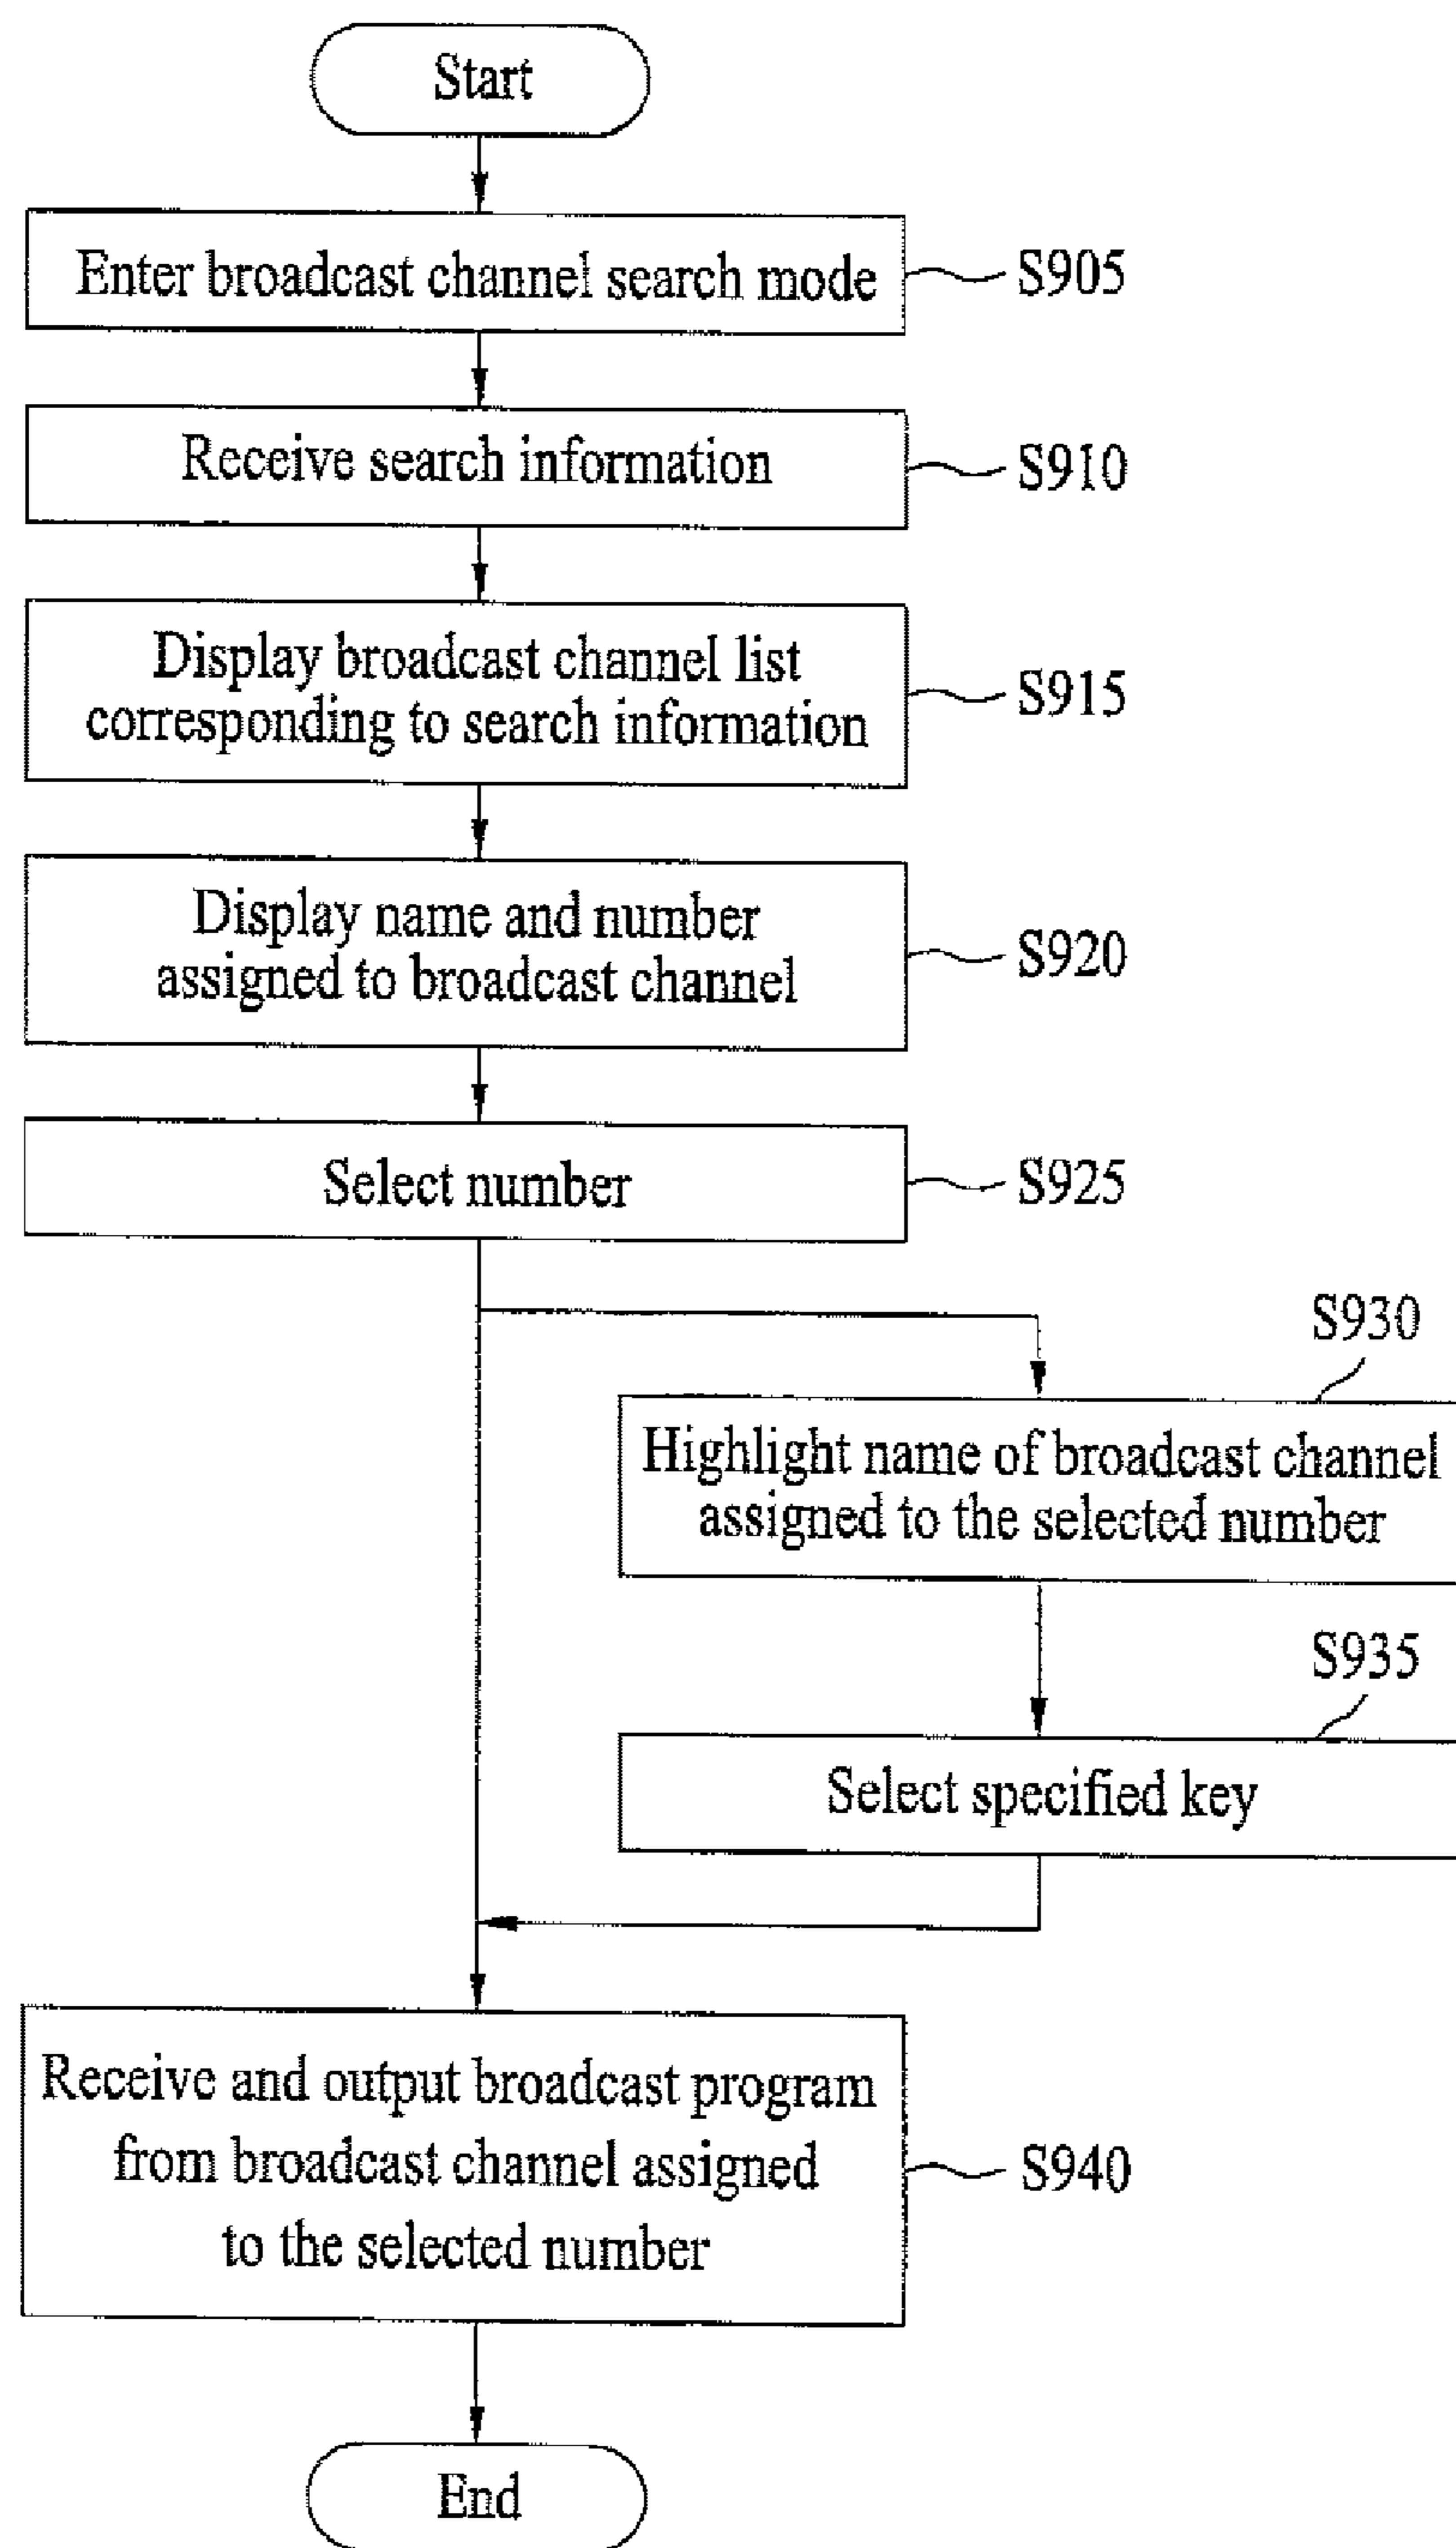 Start
Enter broadcast channel search mode
S905
Receive search information
S910
Display broadcast channel list
corresponding to search information
S915
Display name and number
assigned to broadcast channel
S920
Select number
S925
S930
Highlight name of broadcast channel
assigned to the selected number
S935
Select specified key
Receive and output broadcast program
from broadcast channel assigned
to the selected number
S940
End